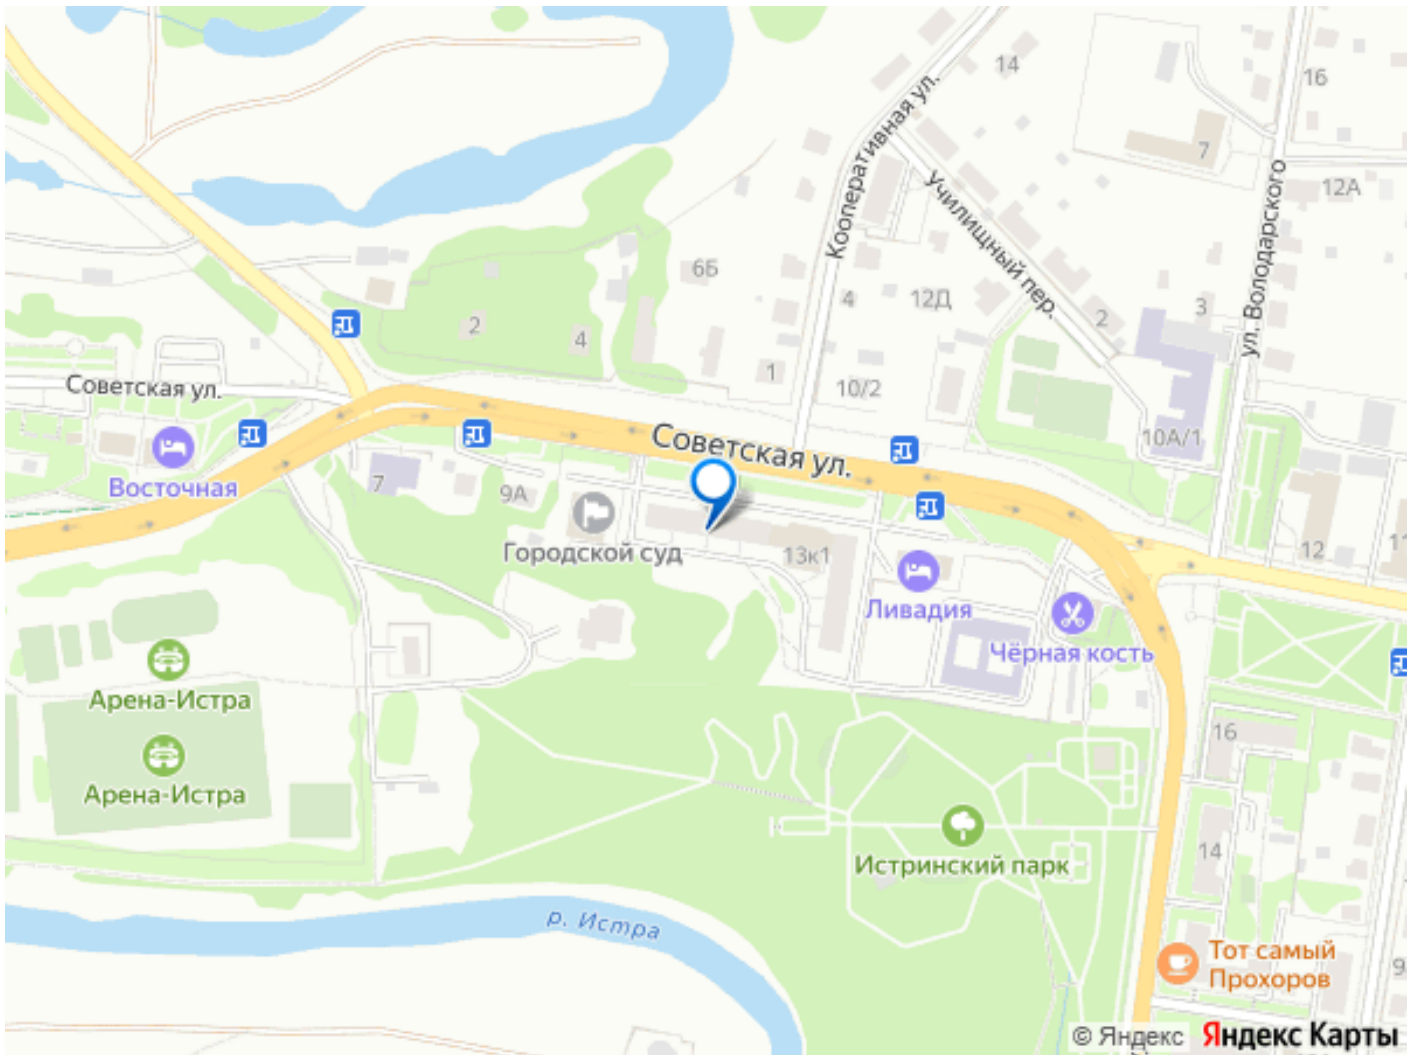 14
16
Кооперативная ул.
7
Училищный пер.
12А
ул. Володарского
6Б
4
12Д
3
2
2
4
1
10/2
Советская ул.
10А/1
Советская ул.
Восточная
7
9А
Городской суд
13к1
12
11
Ливадия
Чёрная кость
Арена-Истра
16
Арена-Истра
14
Истринский парк
р. Истра
Тот самый
Прохоров
9
© Яндекс
Яндекс Карты